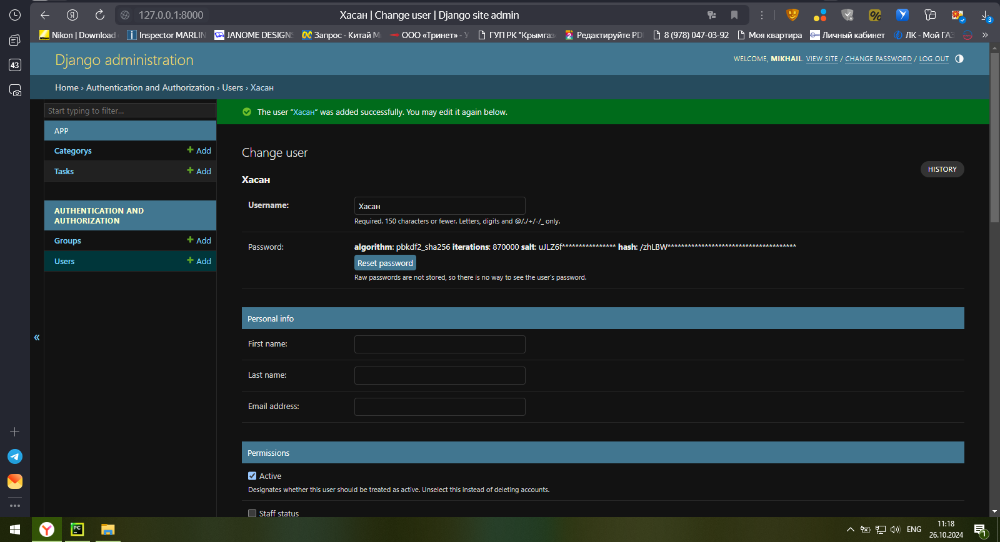 127.0.0.1:8000
Хасан | Change user | Django site admin
3
Nikon | Download
Inspector MARLIN
JANOME DESIGNS
Запрос - Китай М
ООО «Тринет» - У
ГУП РК "Крымгаз
Редактируйте PD
8 (978) 047-03-92
Моя квартира
Личный кабинет
ЛК - Мой ГАЗ
»
43
Django administration
WELCOME, MIKHAIL. VIEW SITE / CHANGE PASSWORD / LOG OUT
Home › Authentication and Authorization › Users › Хасан
Start typing to filter...
The user “Хасан” was added successfully. You may edit it again below.
APP
Categorys
+ Add
Tasks
+ Add
AUTHENTICATION AND
AUTHORIZATION
Groups
+ Add
Users
+ Add
«
Change user
HISTORY
Хасан
Username:
Хасан
Required. 150 characters or fewer. Letters, digits and @/./+/-/_ only.
Password:
algorithm: pbkdf2_sha256 iterations: 870000 salt: uJLZ6f**************** hash: /zhLBW**************************************
Reset password
Raw passwords are not stored, so there is no way to see the user’s password.
Personal info
First name:
Last name:
Email address:
Permissions
Active
Designates whether this user should be treated as active. Unselect this instead of deleting accounts.
Staff status
PC
ENG
11:18
26.10.2024
1